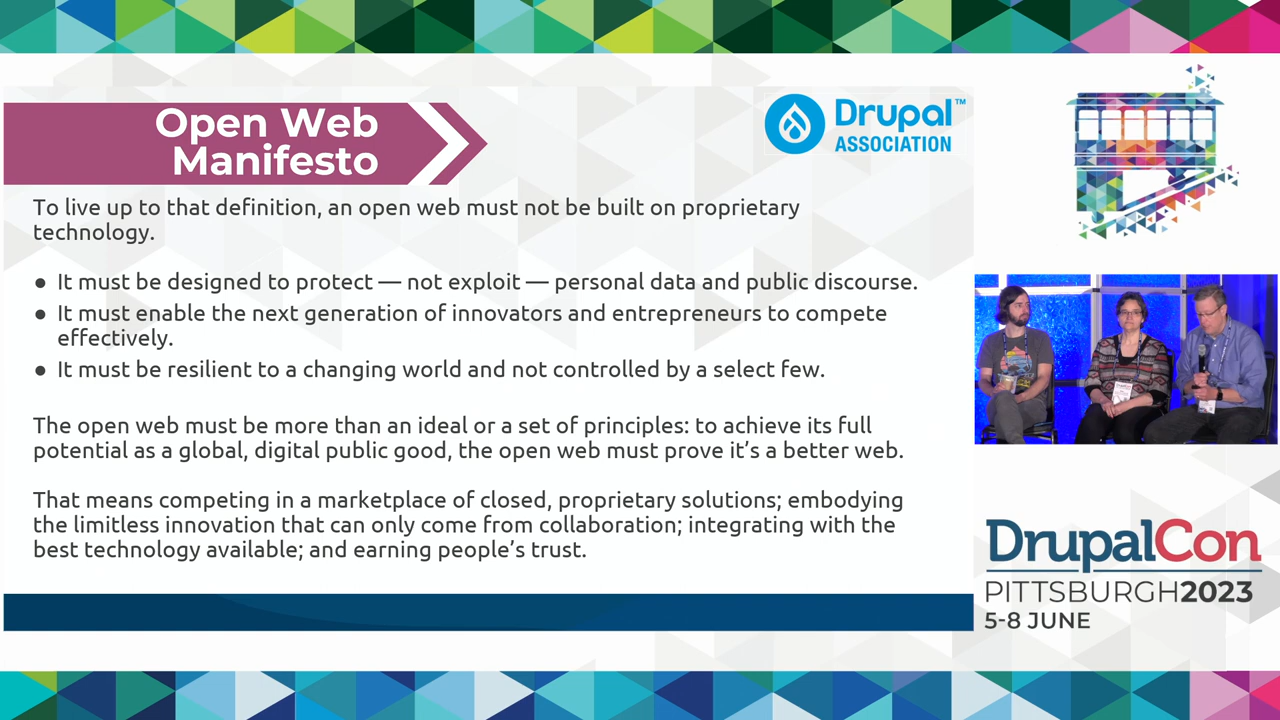 Open Web
Manifesto
Drupal™
ASSOCIATION
To live up to that definition, an open web must not be built on proprietary
technology.
● It must be designed to protect — not exploit — personal data and public discourse.
● It must enable the next generation of innovators and entrepreneurs to compete
effectively.
● It must be resilient to a changing world and not controlled by a select few.
The open web must be more than an ideal or a set of principles: to achieve its full
potential as a global, digital public good, the open web must prove it’s a better web.
That means competing in a marketplace of closed, proprietary solutions; embodying
the limitless innovation that can only come from collaboration; integrating with the
best technology available; and earning people’s trust.
DrupalCon
PITTSBURGH2023
5-8 JUNE